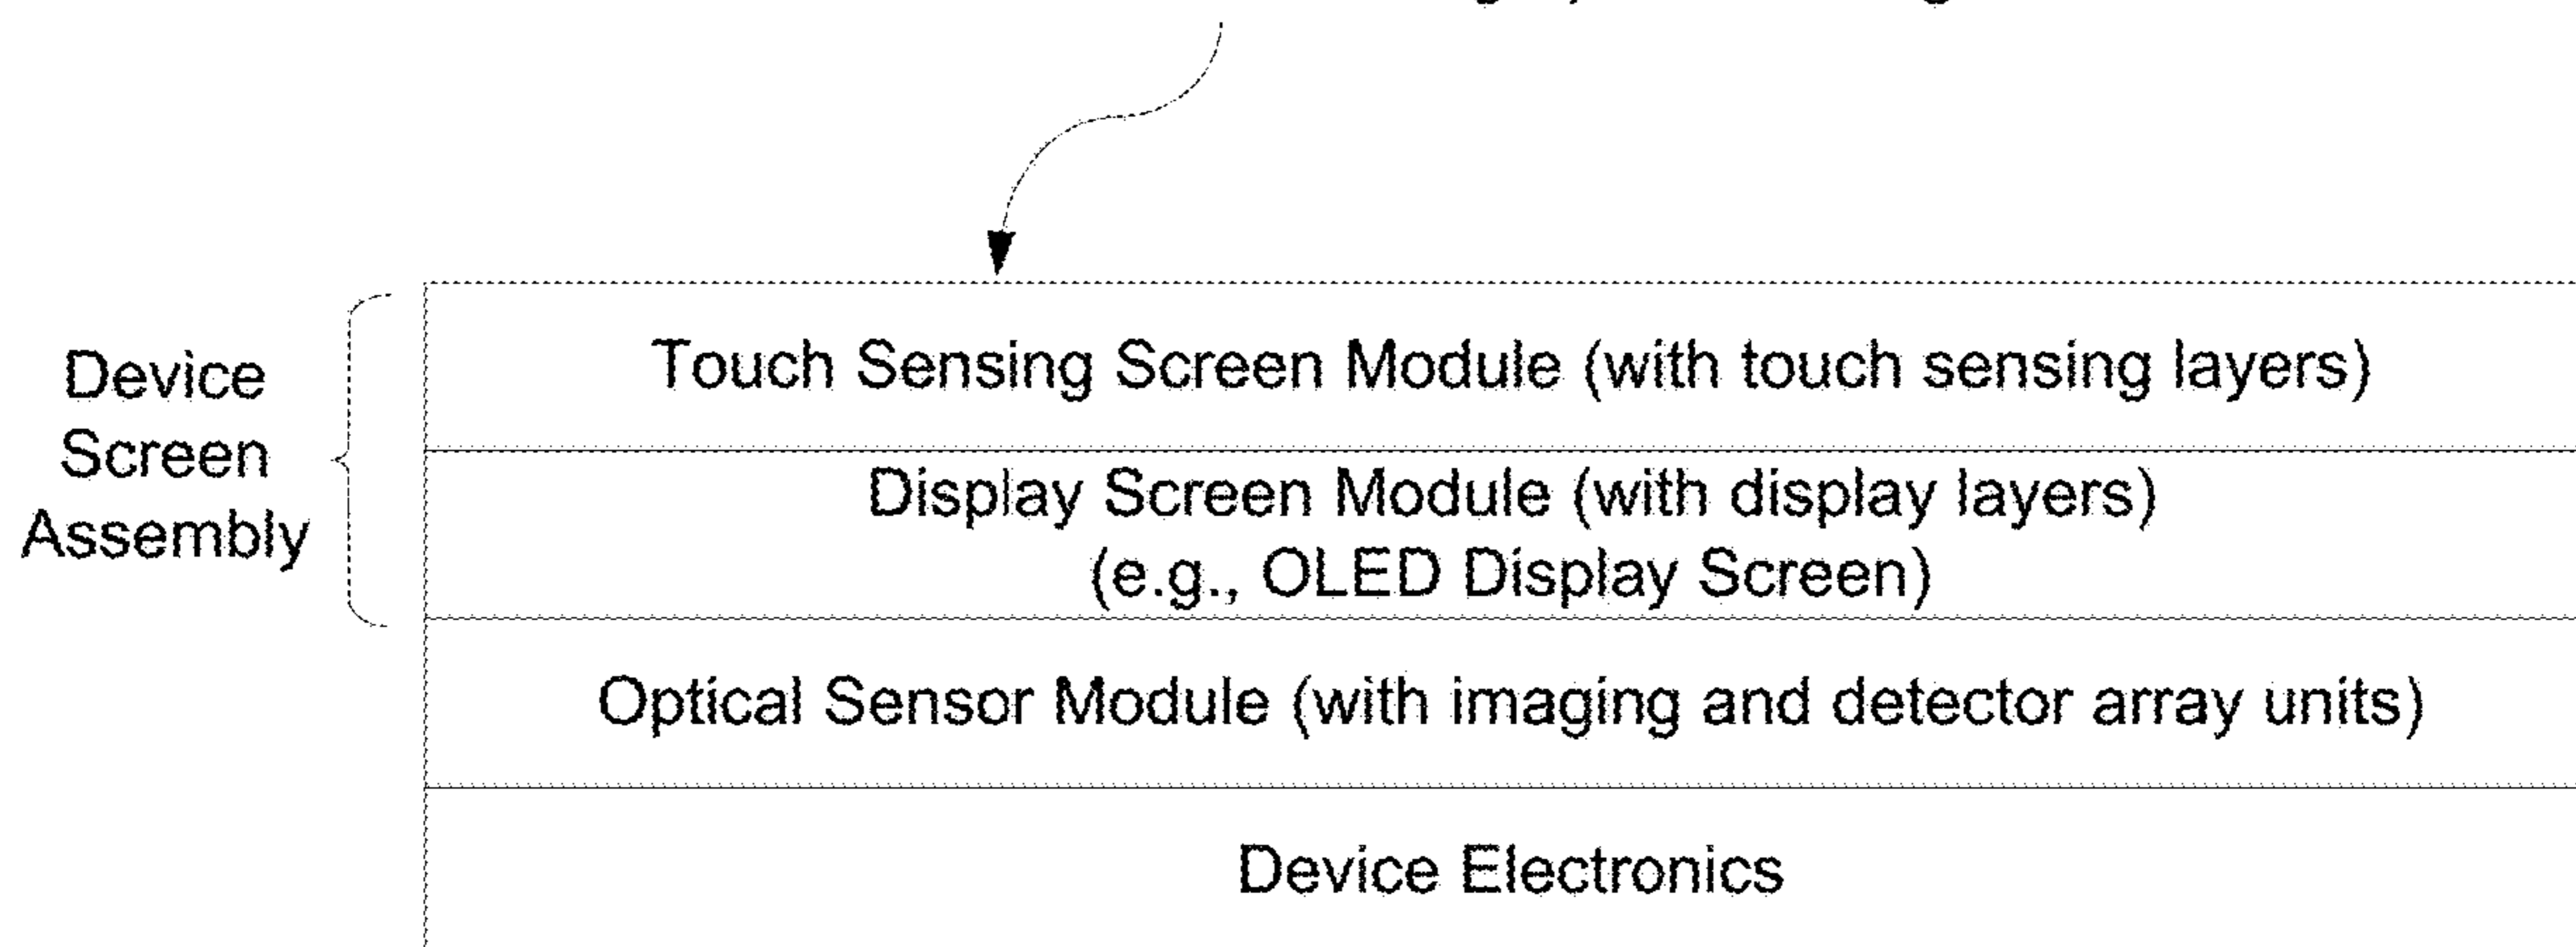 Device
Screen
Assembly
Touch Sensing Screen Module (with touch sensing layers)
Display Screen Module (with display layers)
(e.g., OLED Display Screen)
Optical Sensor Module (with imaging and detector array units)
Device Electronics